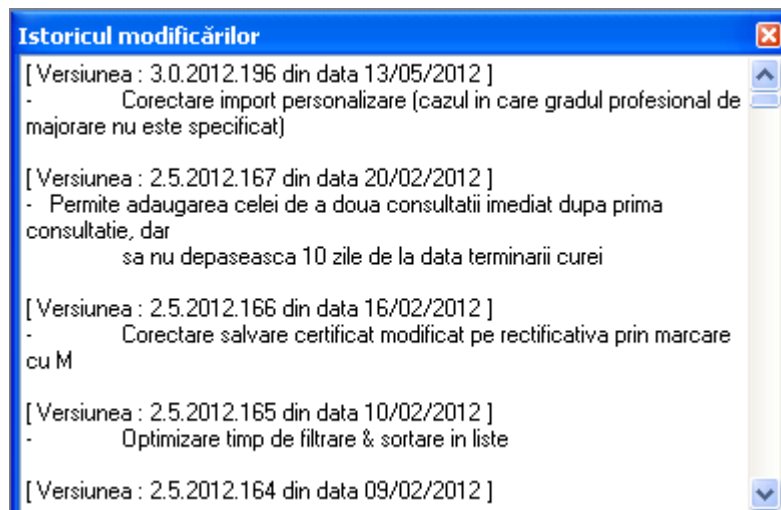 Istoricul modificărilor
[ Versiunea : 3.0.2012.196 din data 13/05/2012 ]
- Corectare import personalizare (cazul in care gradul profesional de
majorare nu este specificat)
[ Versiunea : 2.5.2012.167 din data 20/02/2012 ]
- Permite adaugarea celei de a doua consultatii imediat dupa prima
consultatie, dar
sa nu depaseasca 10 zile de la data terminarii curei
[ Versiunea : 2.5.2012.166 din data 16/02/2012 ]
- Corectare salvare certificat modificat pe rectificativa prin marcare
cu M
[ Versiunea : 2.5.2012.165 din data 10/02/2012 ]
- Optimizare timp de filtrare & sortare in liste
[ Versiunea : 2.5.2012.164 din data 09/02/2012 ]